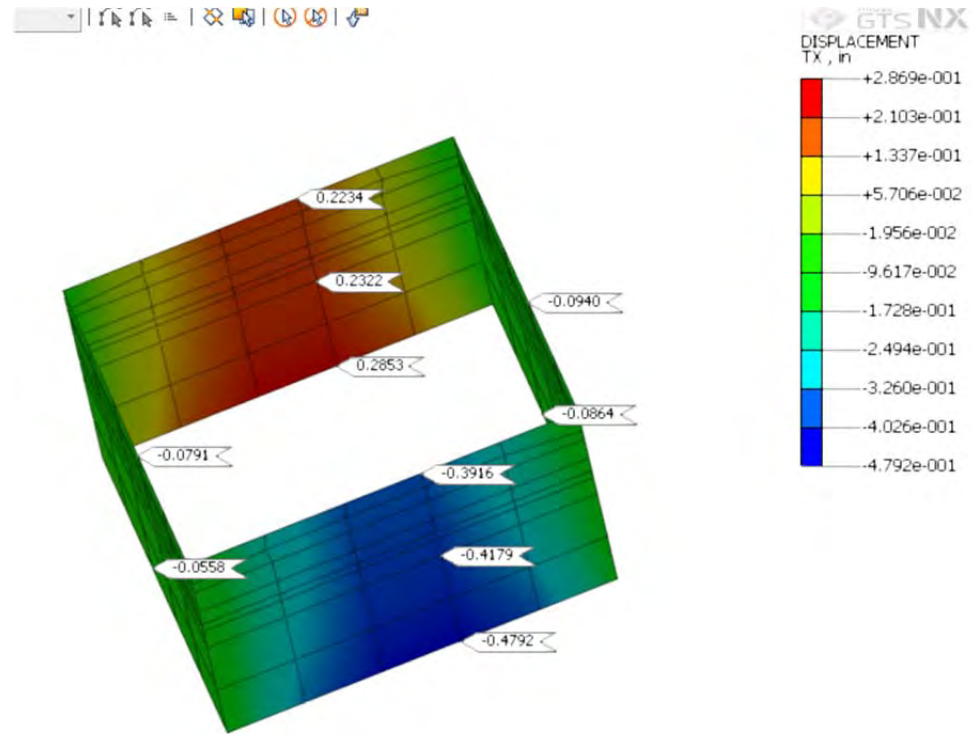 GTS NX
DISPLACEMENT
TX , in
+2.869e-001
+2.103e-001
+1.337e-001
+5.706e-002
-1.956e-002
-9.617e-002
-1.728e-001
-2.494e-001
-3.260e-001
-4.026e-001
-4.792e-001
0.2234
0.2322
-0.0940
0.2853
-0.0864
-0.0791
-0.3916
-0.4179
-0.0558
-0.4792